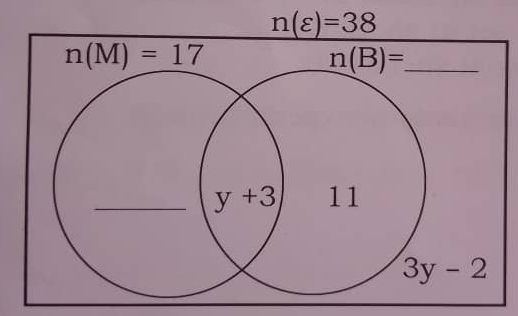 n(ε)=38
n(M) = 17
n(B)=______
______
y +3
11
3y – 2